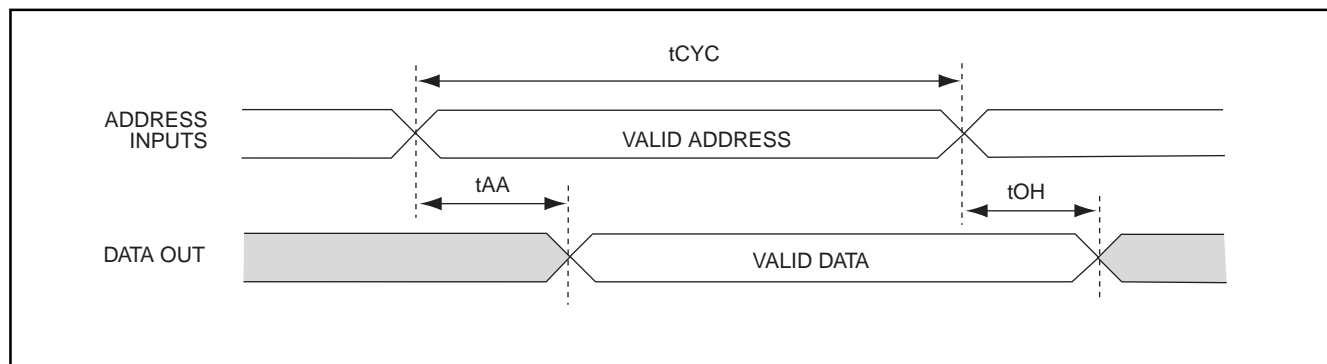 tCYC
ADDRESS
INPUTS
VALID ADDRESS
tAA
tOH
DATA OUT
VALID DATA